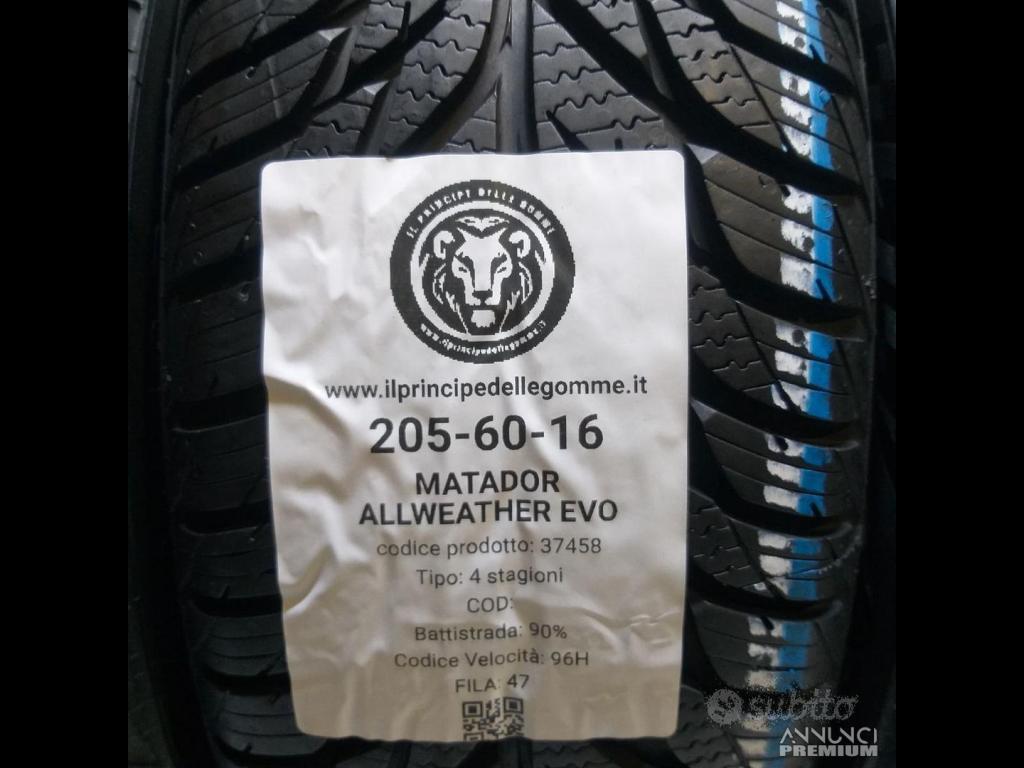 IL PRINCIPE DELLE GOMME
www.ilprincipedellegomme.it
www.ilprincipedellegomme.it
205-60-16
MATADOR
ALLWEATHER EVO
codice prodotto: 37458
Tipo: 4 stagioni
COD:
Battistrada: 90%
Codice Velocità: 96H
FILA: 47
subito
ANNUNCI
PREMIUM